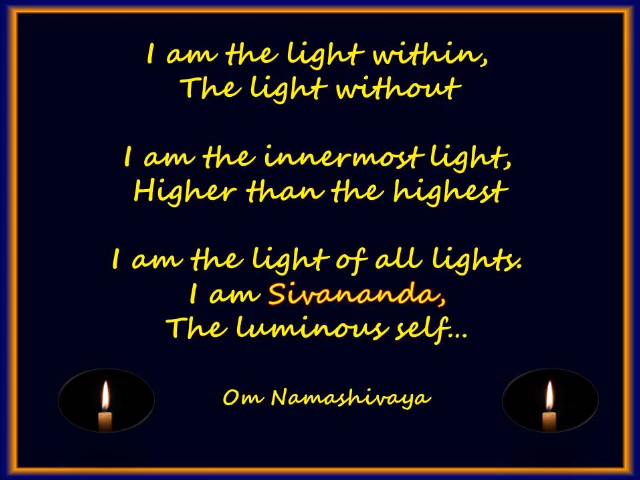 I am the light within,
The light without
I am the innermost light,
Higher than the highest
I am the light of all lights.
I am Sivananda,
The luminous self...
Om Namashivaya